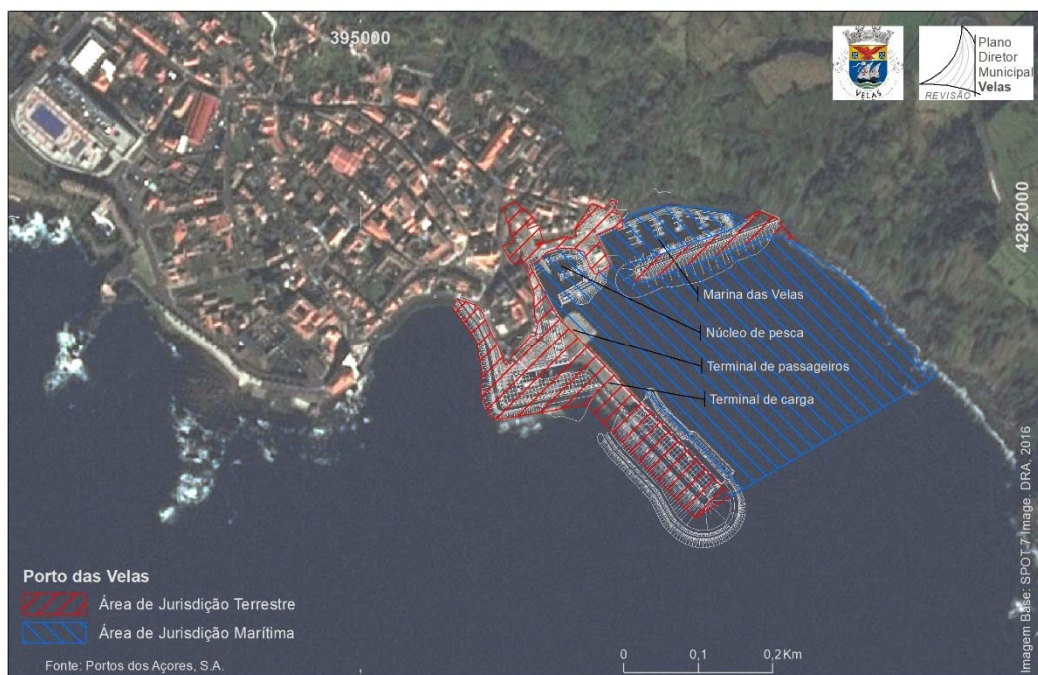 395000
VELAS
Plano
Diretor
Municipal
Velas
REVISÃO
4282000
Marina das Velas
Núcleo de pesca
Terminal de passageiros
Terminal de carga
Porto das Velas
Área de Jurisdição Terrestre
Área de Jurisdição Marítima
Fonte: Portos dos Açores, S.A.
0 0,1 0,2 Km
Imagem Base: SPOT 7 Image. DRA, 2016